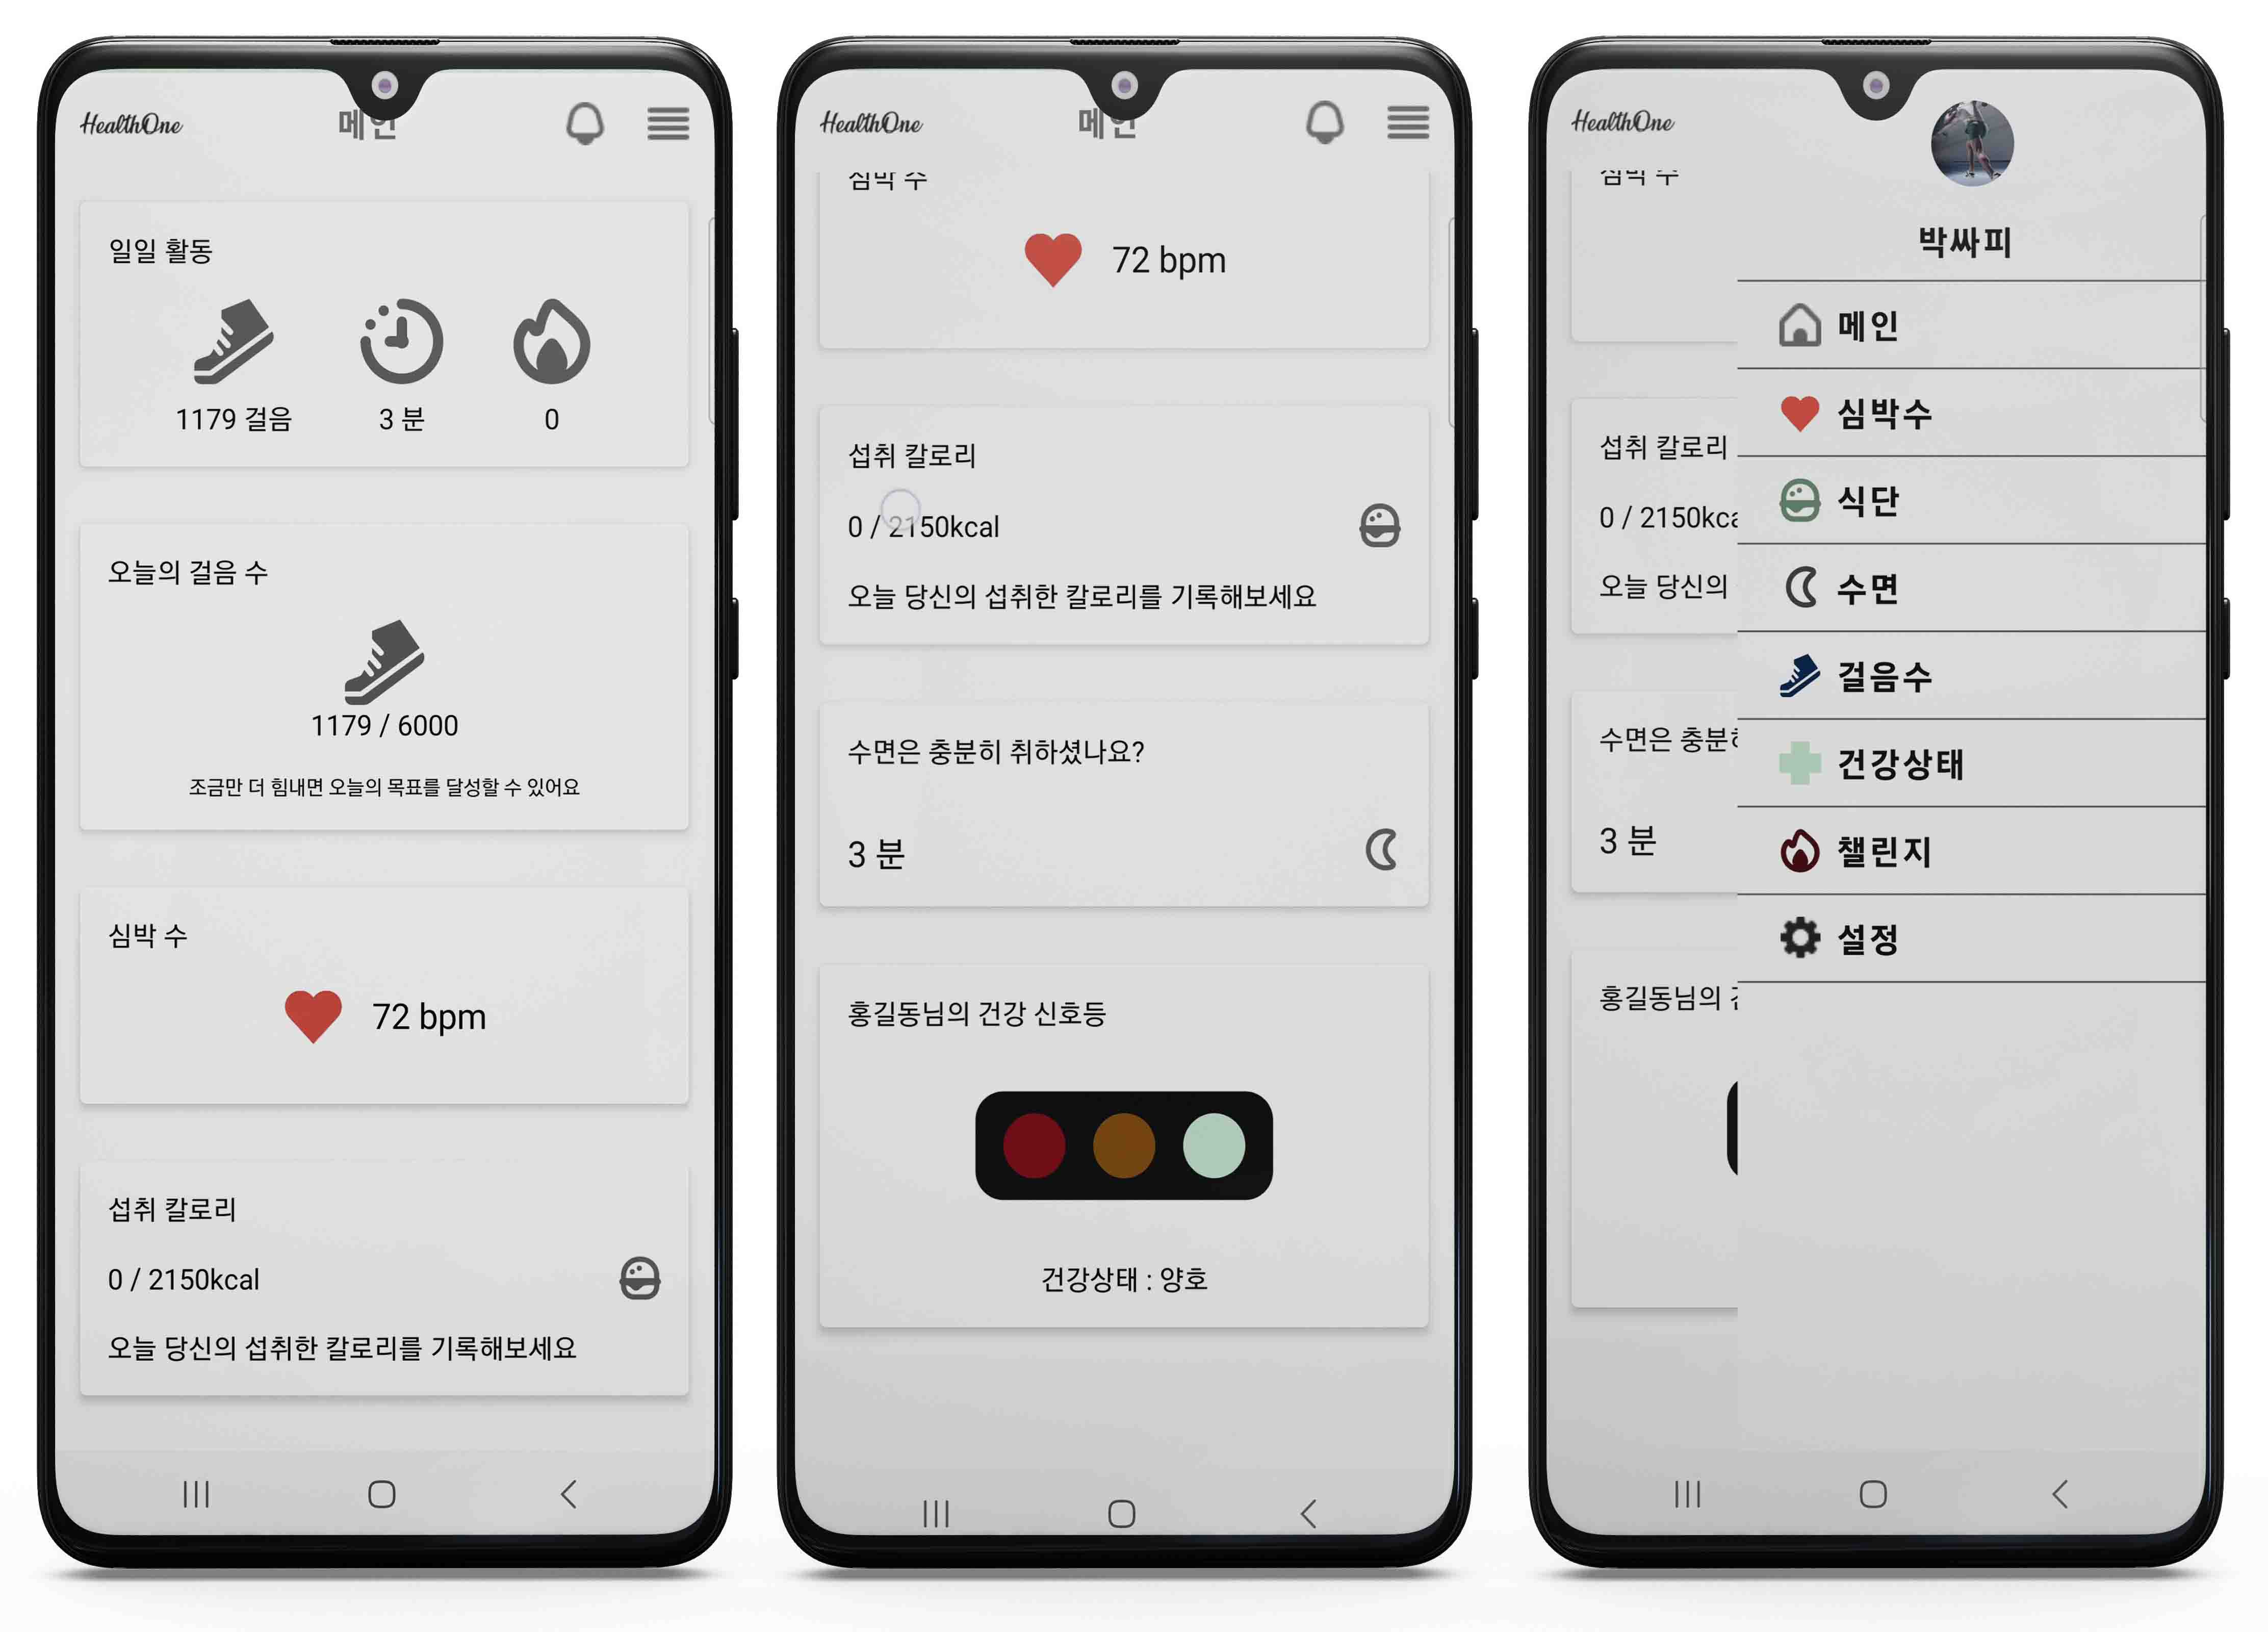 HealthOne
메인
일일 활동
1179 걸음
3 분
0
오늘의 걸음 수
1179 / 6000
조금만 더 힘내면 오늘의 목표를 달성할 수 있어요
심박 수
72 bpm
섭취 칼로리
0 / 2150kcal
오늘 당신의 섭취한 칼로리를 기록해보세요
HealthOne
메인
심박 수
72 bpm
섭취 칼로리
0 / 2150kcal
오늘 당신의 섭취한 칼로리를 기록해보세요
수면은 충분히 취하셨나요?
3 분
홍길동님의 건강 신호등
건강상태 : 양호
HealthOne
심박 수
섭취 칼로리
0 / 2150kca
오늘 당신의
수면은 충분히
3 분
홍길동님의
박싸피
메인
심박수
식단
수면
걸음수
건강상태
챌린지
설정